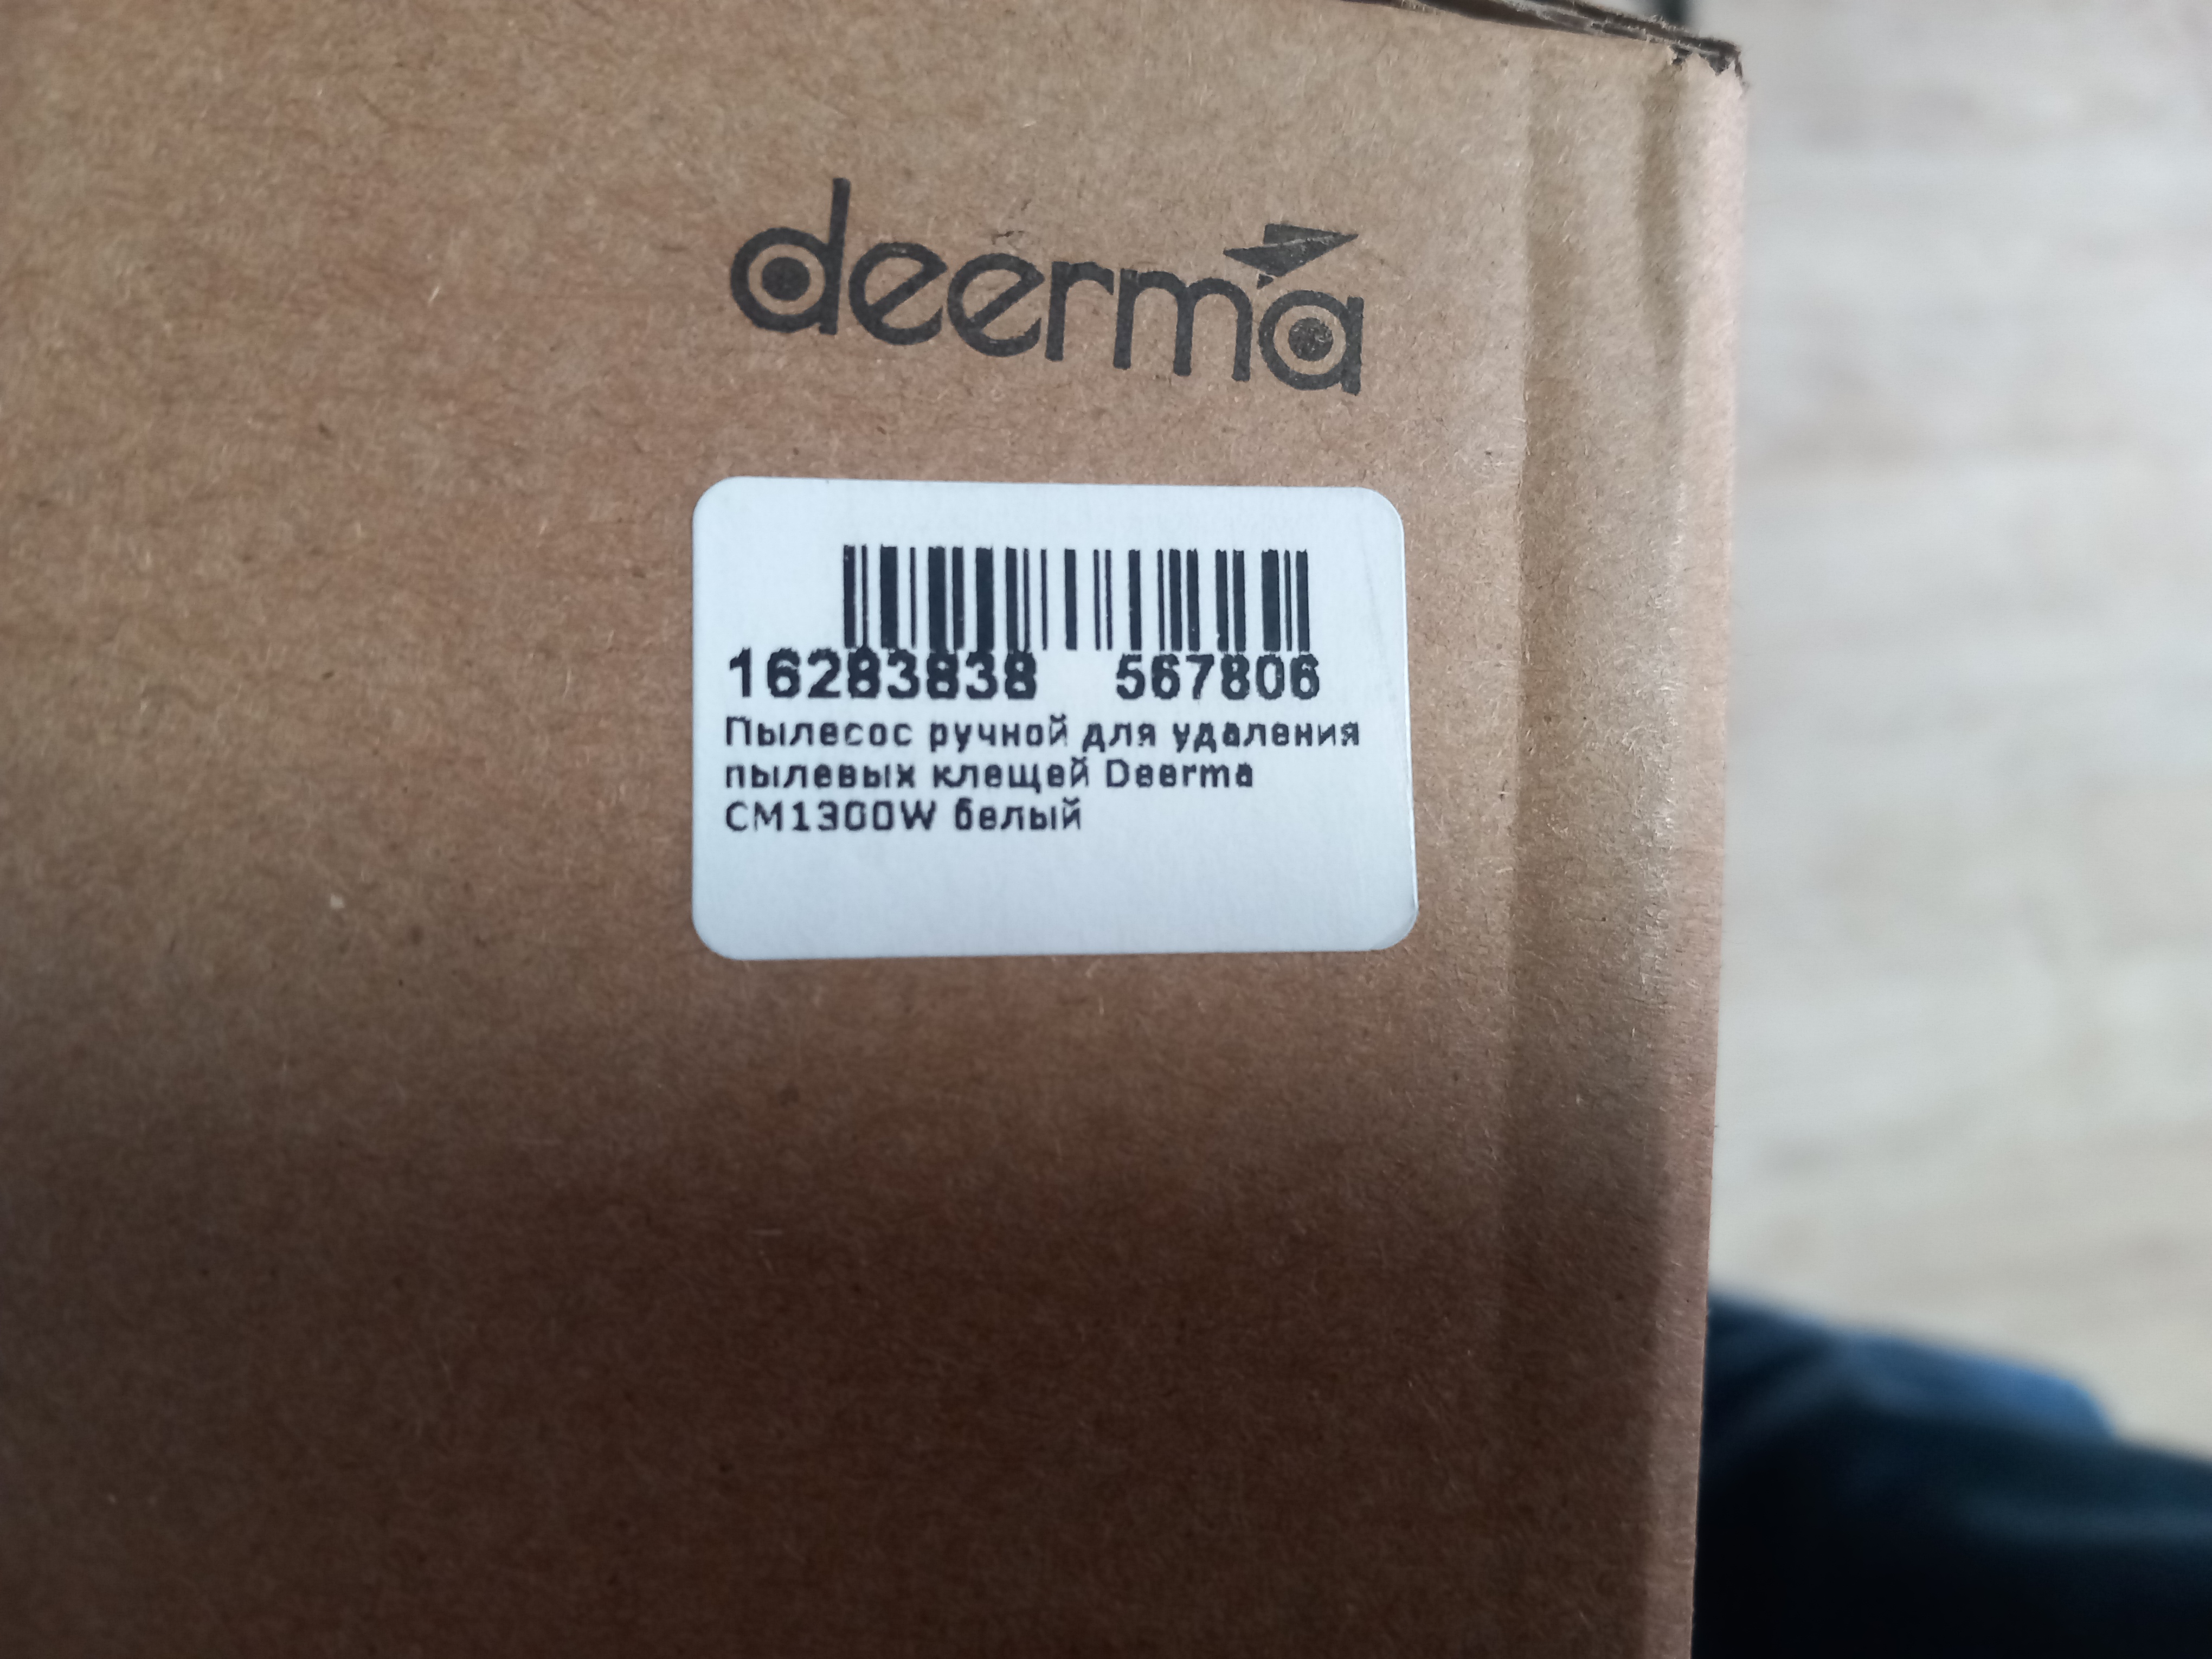 deerma
16283838 567806
Пылесос ручной для удаления
пылевых клещей Deerma
CM1300W белый